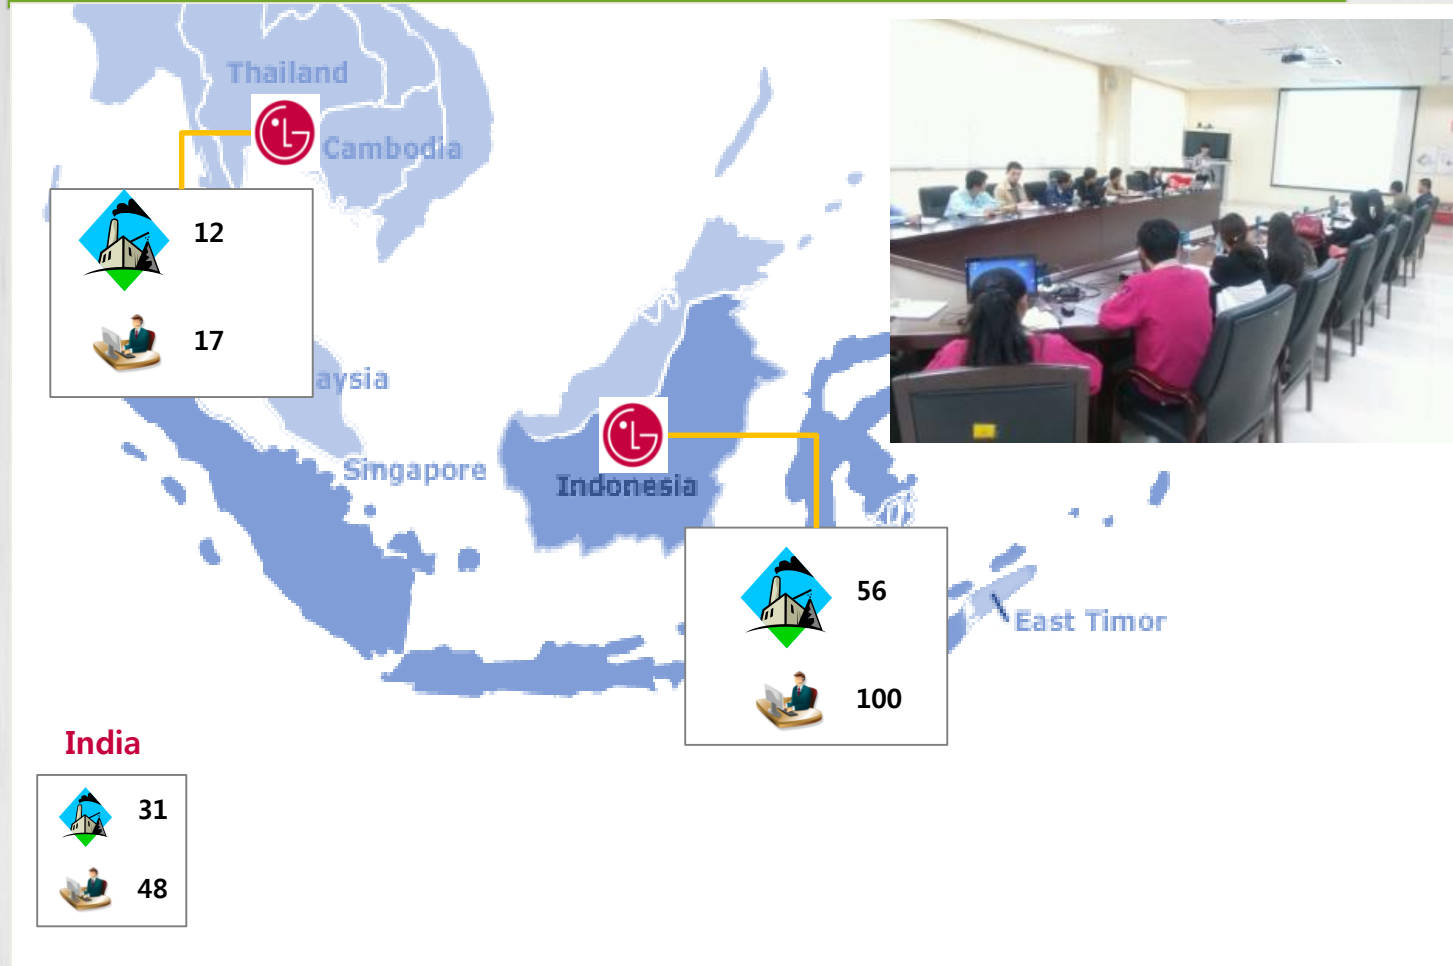 Thailand
Cambodia
12
17
aysia
Singapore
Indonesia
56
100
East Timor
India
31
48